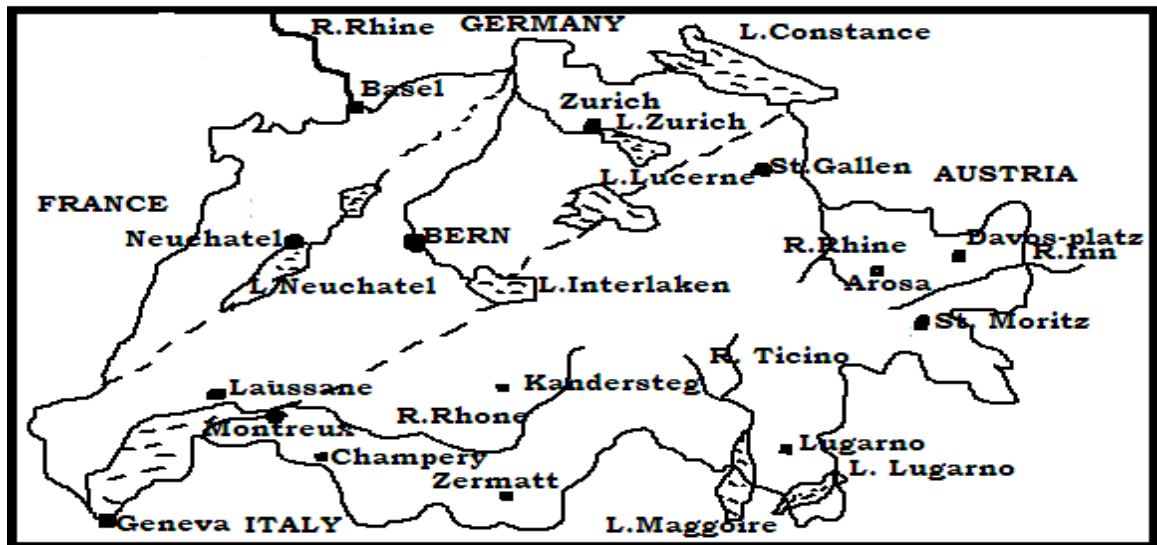 R.Rhine
GERMANY
L.Constance
Basel
Zurich
L.Zurich
L.Lucerne
St.Gallen
FRANCE
AUSTRIA
Neuchatel
BERN
R.Rhine
Davos-platz
R.Inn
L.Neuchatel
L.Interlaken
Arosa
St. Moritz
R. Ticino
Laussane
Kandersteg
R.Rhone
Montreux
Champery
Lugarno
Zermatt
L. Lugarno
Geneva
ITALY
L.Maggoire